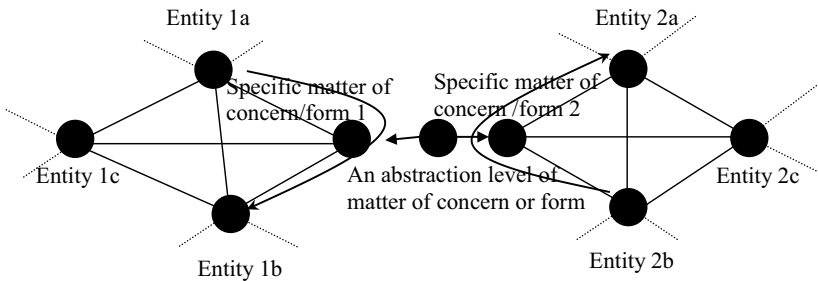 Entity 1a
Entity 2a
Specific matter of
concern/form 1
Specific matter of
concern /form 2
Entity 1c
An abstraction level of
matter of concern or form
Entity 2c
Entity 1b
Entity 2b